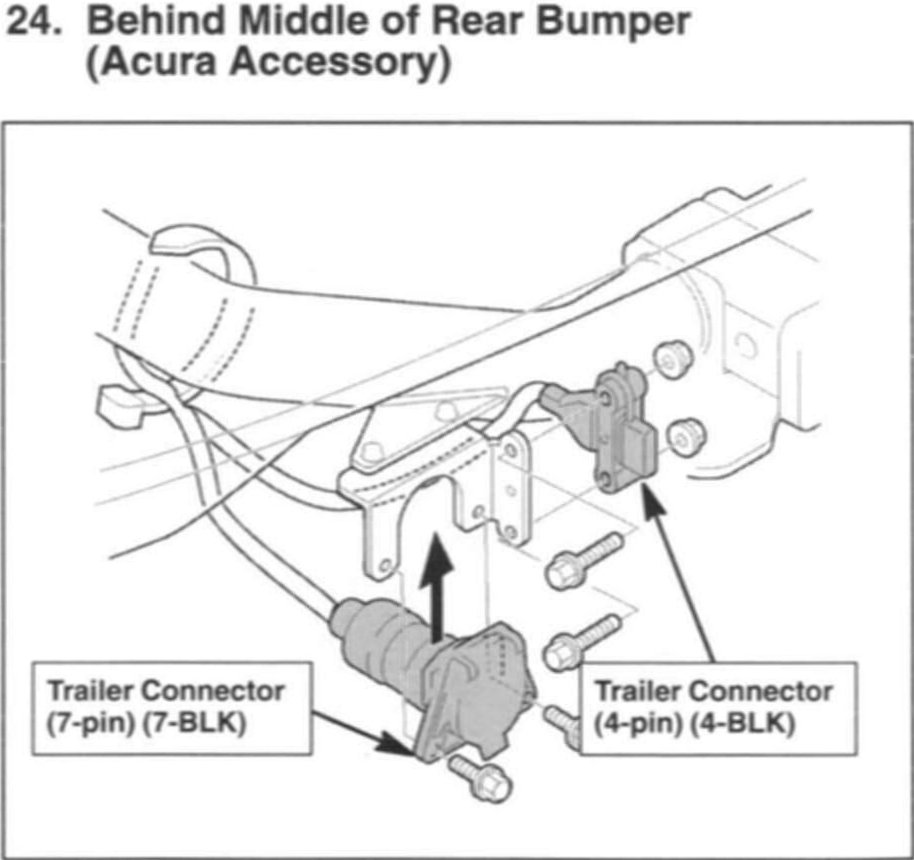 24. Behind Middle of Rear Bumper
(Acura Accessory)
Trailer Connector
(7-pin) (7-BLK)
Trailer Connector
(4-pin) (4-BLK)